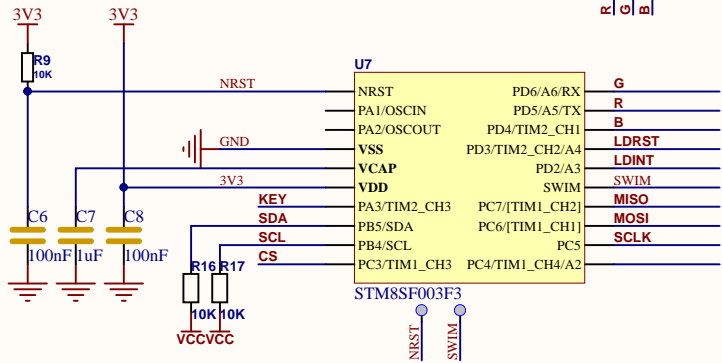 3V3
3V3
R
G
B
R9
10K
U7
NRST
NRST
PD6/A6/RX
G
PA1/OSCIN
PD5/A5/TX
R
PA2/OSCOUT
PD4/TIM2_CH1
B
GND
VSS
PD3/TIM2_CH2/A4
LDRST
VCAP
PD2/A3
LDINT
3V3
VDD
SWIM
SWIM
KEY
PA3/TIM2_CH3
PC7/[TIM1_CH2]
MISO
SDA
PB5/SDA
PC6/[TIM1_CH1]
MOSI
SCL
PB4/SCL
PC5
SCLK
CS
PC3/TIM1_CH3
PC4/TIM1_CH4/A2
C6
C7
C8
100nF
1uF
100nF
R16
R17
10K
10K
VCC
VCC
STM8SF003F3
NRST
SWIM